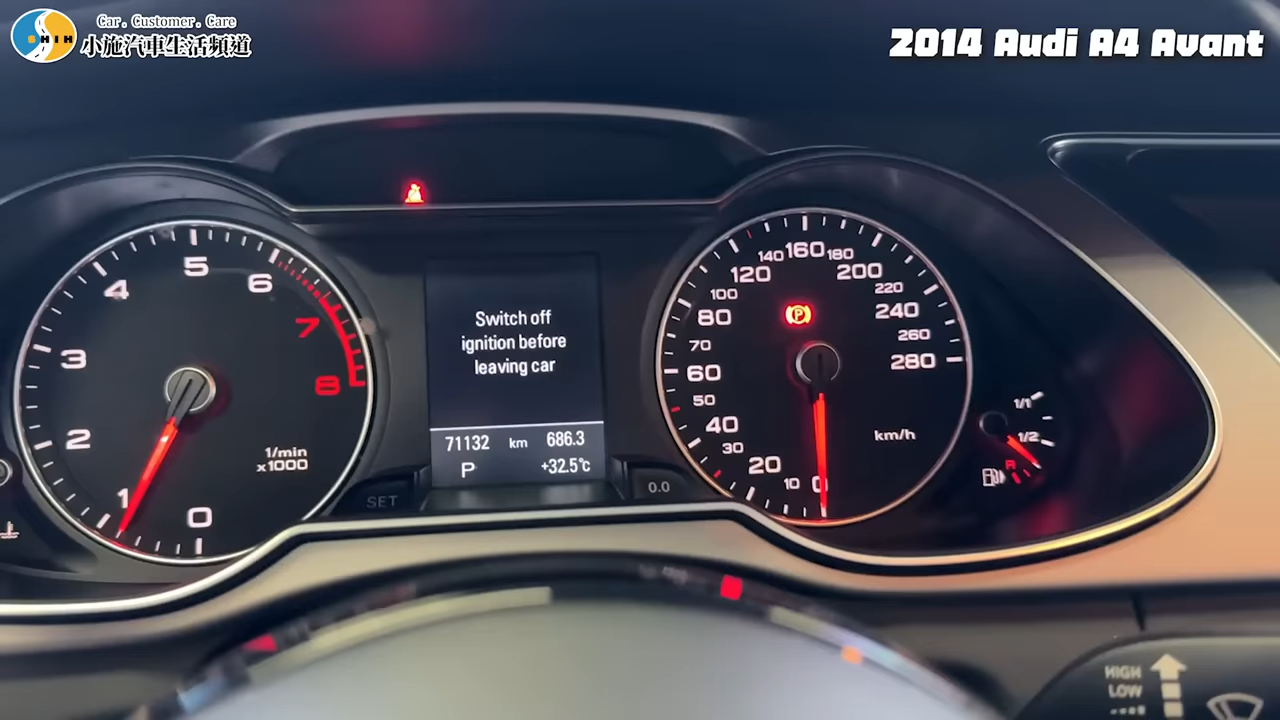 SHIH
Car. Customer. Care
小施汽車生活頻道
2014 Audi A4 Avant
0
1
2
3
4
5
6
7
8
1/min
x1000
Switch off
ignition before
leaving car
71132 km 686.3
P +32.5°C
SET
0.0
0
10
20
30
40
50
60
70
80
100
120
140
160
180
200
220
240
260
280
(P)
km/h
1/1
1/2
R
HIGH
LOW